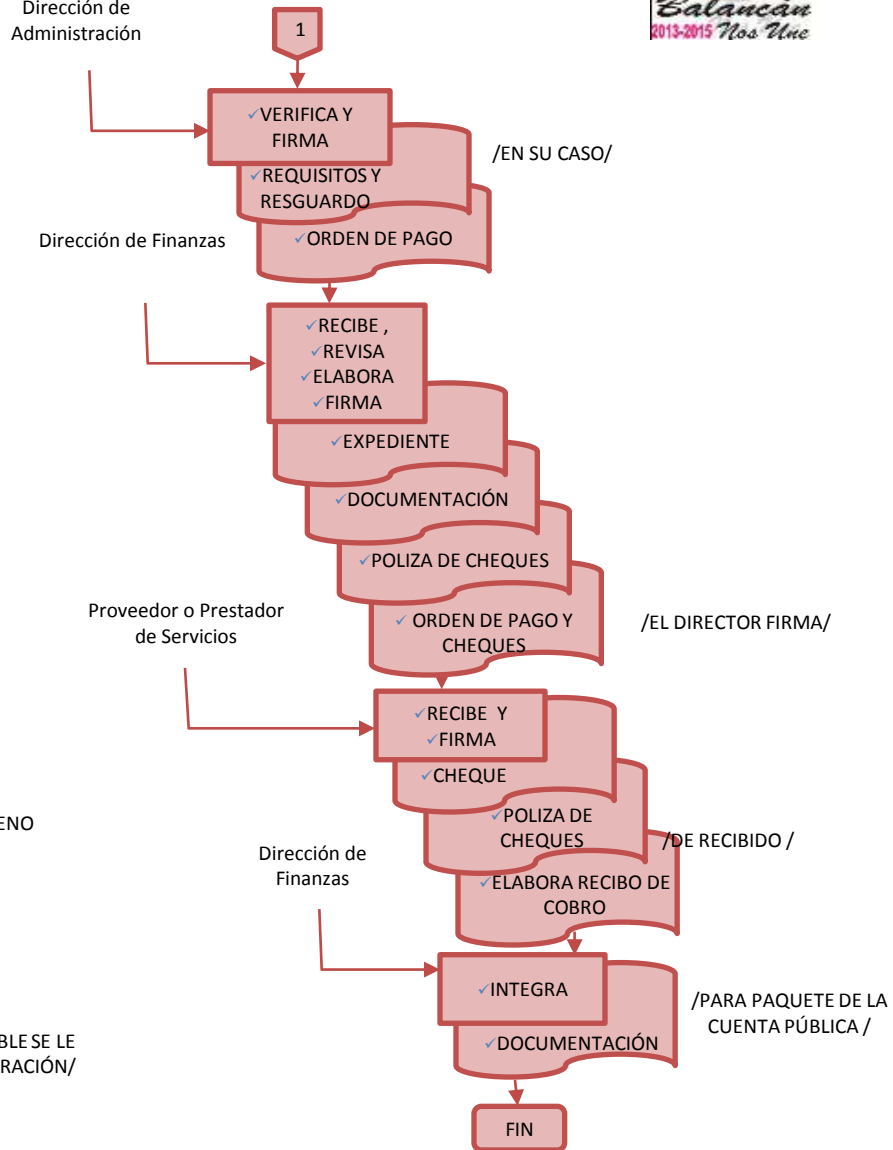 Dirección de
Administración
1
Balancán
2013-2015 Nos Une
✓VERIFICA Y
FIRMA
/EN SU CASO/
✓REQUISITOS Y
RESGUARDO
Dirección de Finanzas
✓ORDEN DE PAGO
✓RECIBE ,
✓REVISA
✓ELABORA
✓FIRMA
✓EXPEDIENTE
✓DOCUMENTACIÓN
✓POLIZA DE CHEQUES
Proveedor o Prestador
de Servicios
✓ ORDEN DE PAGO Y
CHEQUES
/EL DIRECTOR FIRMA/
✓RECIBE Y
✓FIRMA
✓CHEQUE
✓POLIZA DE
CHEQUES
/DE RECIBIDO /
ENO
Dirección de
Finanzas
✓ELABORA RECIBO DE
COBRO
✓INTEGRA
/PARA PAQUETE DE LA
CUENTA PÚBLICA /
✓DOCUMENTACIÓN
BLE SE LE
RACIÓN/
FIN